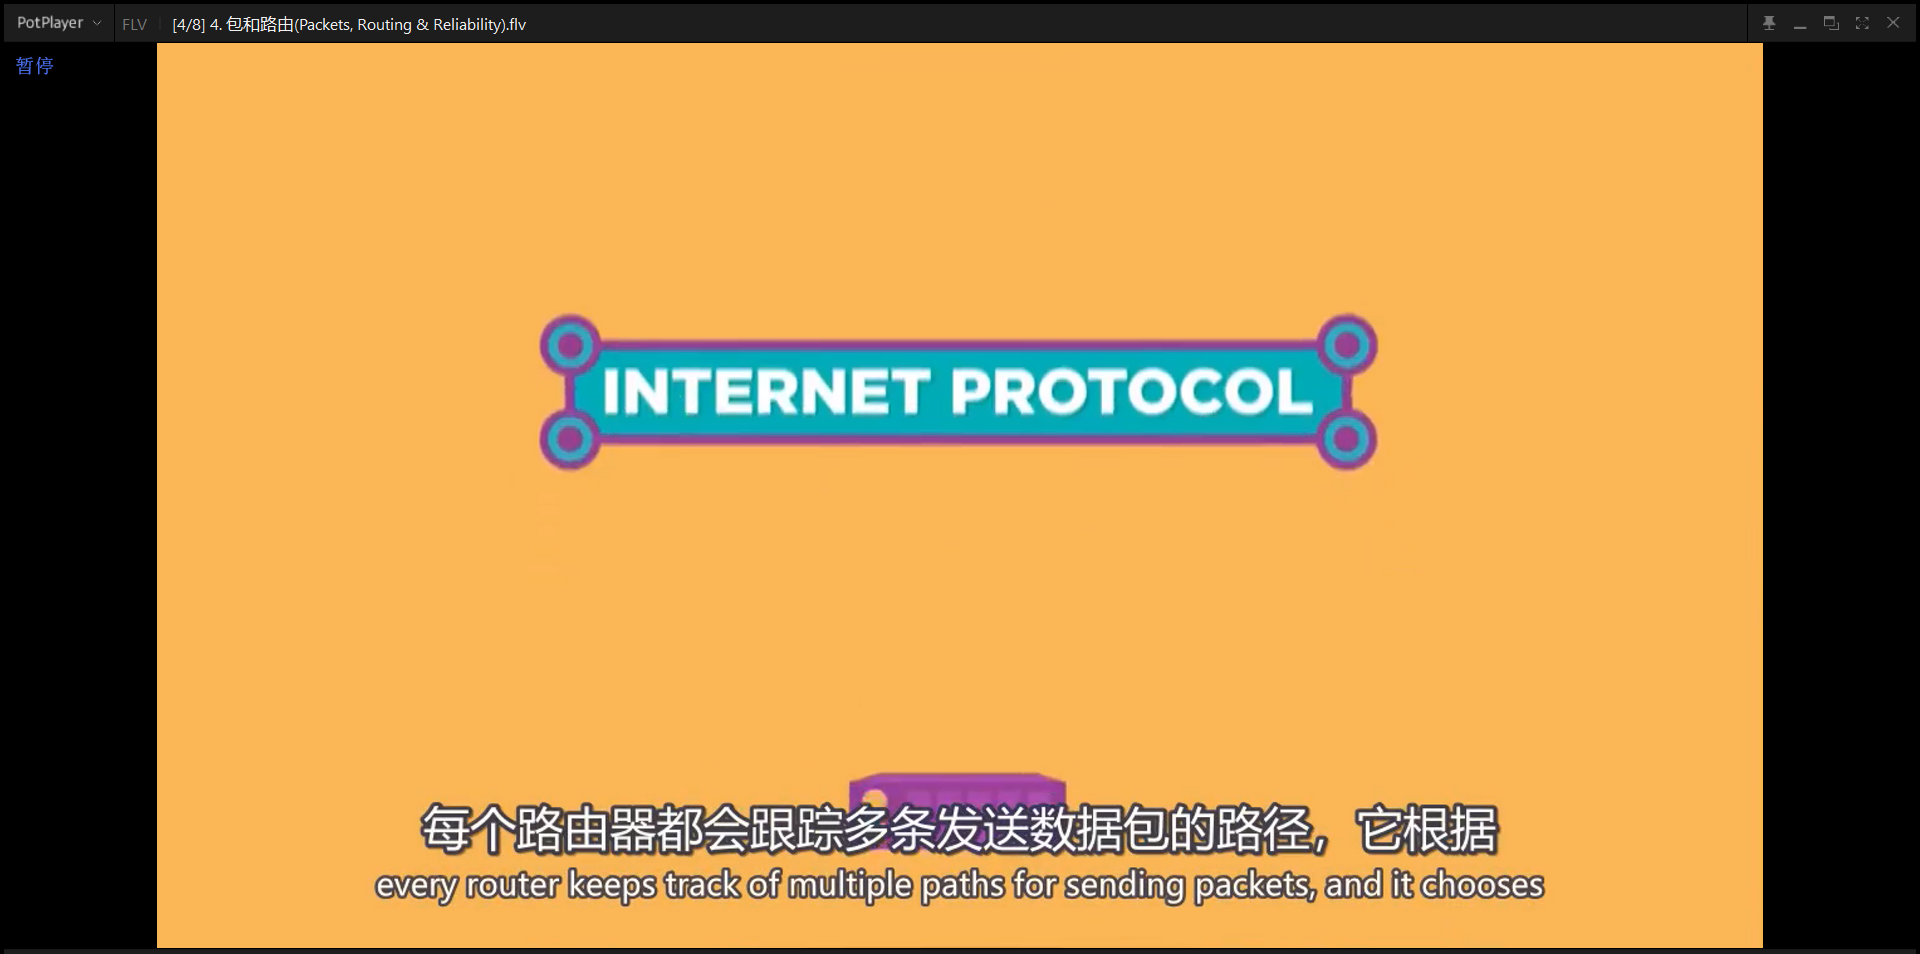 PotPlayer FLV [4/8] 4. 包和路由(Packets, Routing & Reliability).flv
暂停
INTERNET PROTOCOL
每个路由器都会跟踪多条发送数据包的路径，它根据
every router keeps track of multiple paths for sending packets, and it chooses